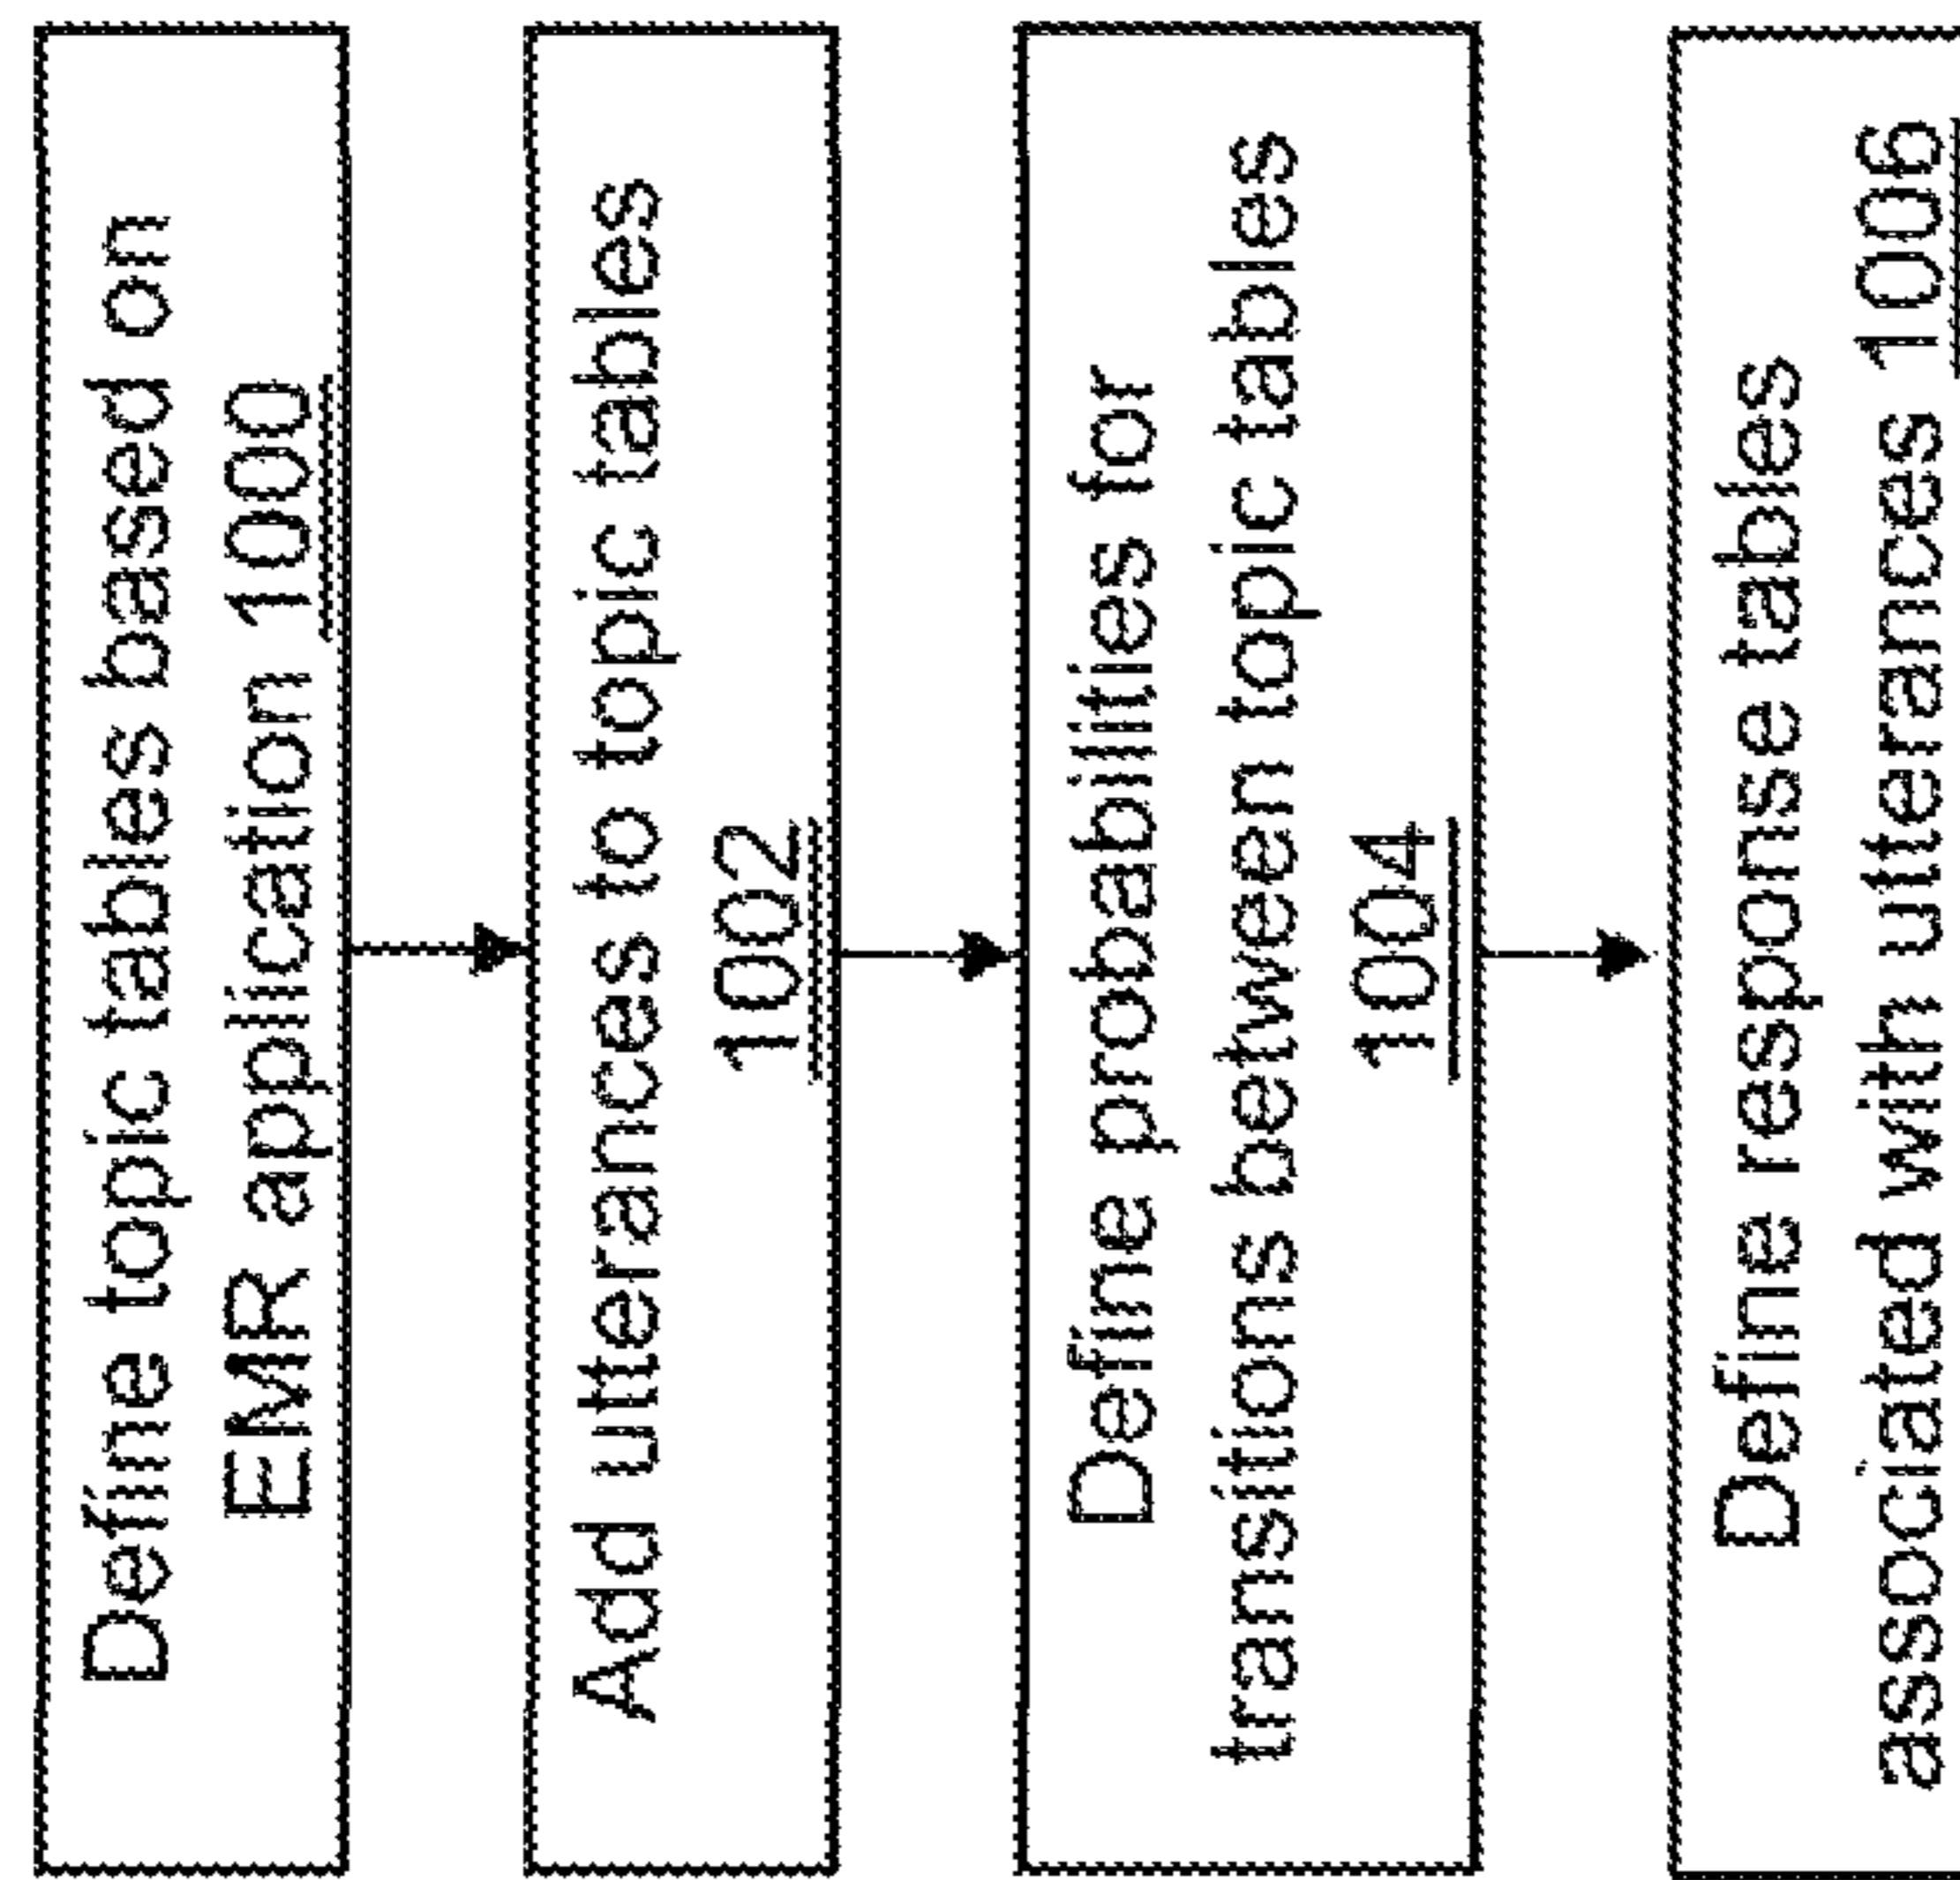 Define topic tables based on
EMR application 1000
Add utterances to topic tables
1002
Define probabilities for
transitions between topic tables
1004
Define response tables
associated with utterances 1006